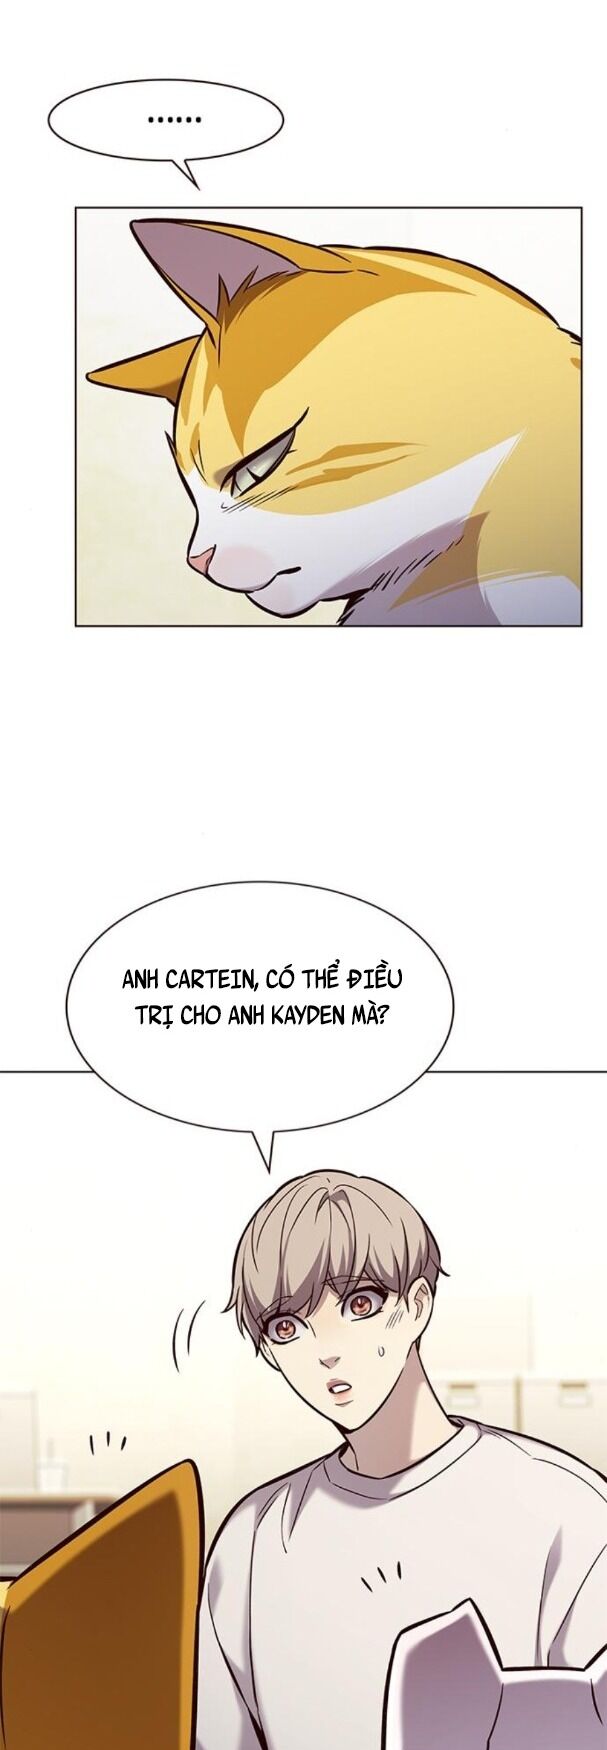 ......
ANH CARTEIN, CÓ THỂ ĐIỀU
TRỊ CHO ANH KAYDEN MÀ?